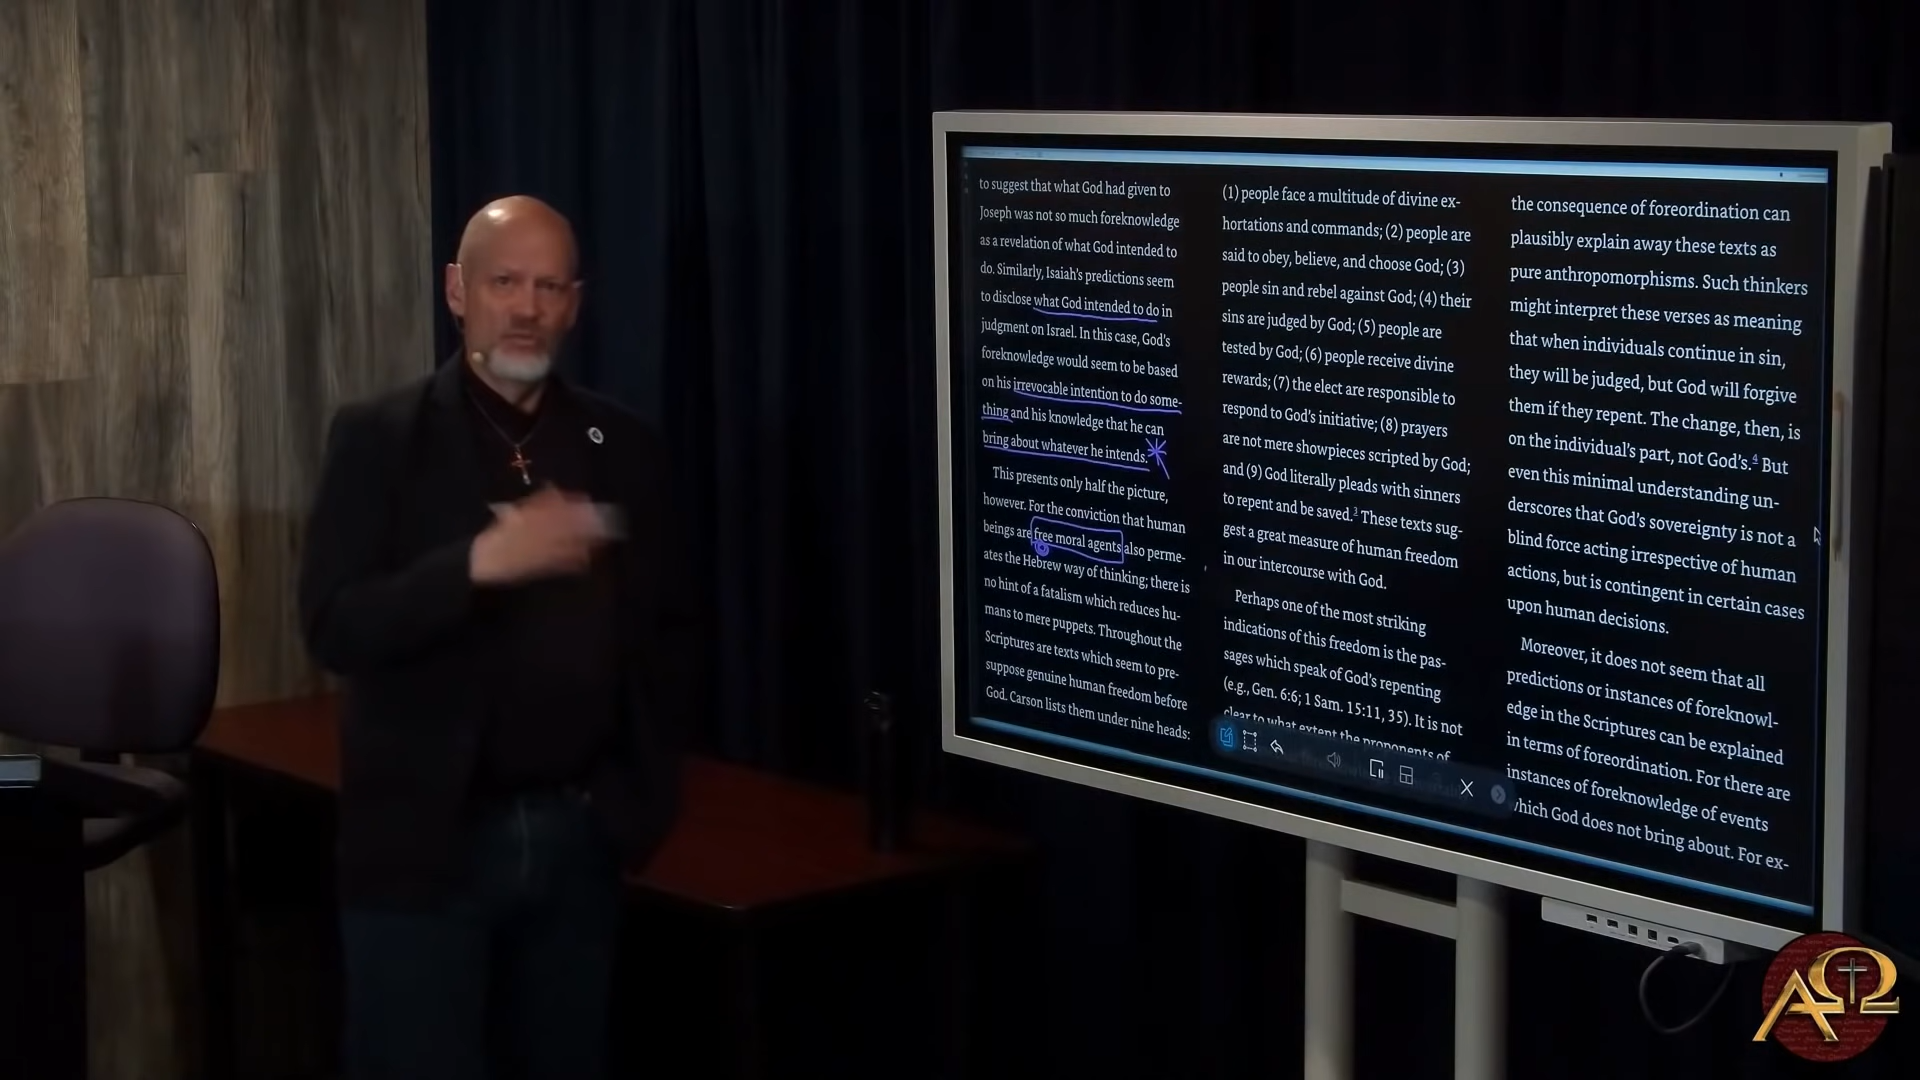 to suggest that what God had given to
Joseph was not so much foreknowledge
as a revelation of what God intended to
do. Similarly, Isaiah's predictions seem
to disclose what God intended to do in
judgment on Israel. In this case, God's
foreknowledge would seem to be based
on his irrevocable intention to do some-
thing and his knowledge that he can
bring about whatever he intends.
This presents only half the picture,
however. For the conviction that human
beings are free moral agents also perme-
ates the Hebrew way of thinking; there is
no hint of a fatalism which reduces hu-
mans to mere puppets. Throughout the
Scriptures are texts which seem to pre-
suppose genuine human freedom before
God. Carson lists them under nine heads:
(1) people face a multitude of divine ex-
hortations and commands; (2) people are
said to obey, believe, and choose God; (3)
people sin and rebel against God; (4) their
sins are judged by God; (5) people are
tested by God; (6) people receive divine
rewards; (7) the elect are responsible to
respond to God's initiative; (8) prayers
are not mere showpieces scripted by God;
and (9) God literally pleads with sinners
to repent and be saved.3 These texts sug-
gest a great measure of human freedom
in our intercourse with God.
Perhaps one of the most striking
indications of this freedom is the pas-
sages which speak of God's repenting
(e.g., Gen. 6:6; 1 Sam. 15:11, 35). It is not
clear to what extent the proponents of
the consequence of foreordination can
plausibly explain away these texts as
pure anthropomorphisms. Such thinkers
might interpret these verses as meaning
that when individuals continue in sin,
they will be judged, but God will forgive
them if they repent. The change, then, is
on the individual's part, not God's.4 But
even this minimal understanding un-
derscores that God's sovereignty is not a
blind force acting irrespective of human
actions, but is contingent in certain cases
upon human decisions.
Moreover, it does not seem that all
predictions or instances of foreknowl-
edge in the Scriptures can be explained
in terms of foreordination. For there are
instances of foreknowledge of events
which God does not bring about. For ex-
ΑΩ